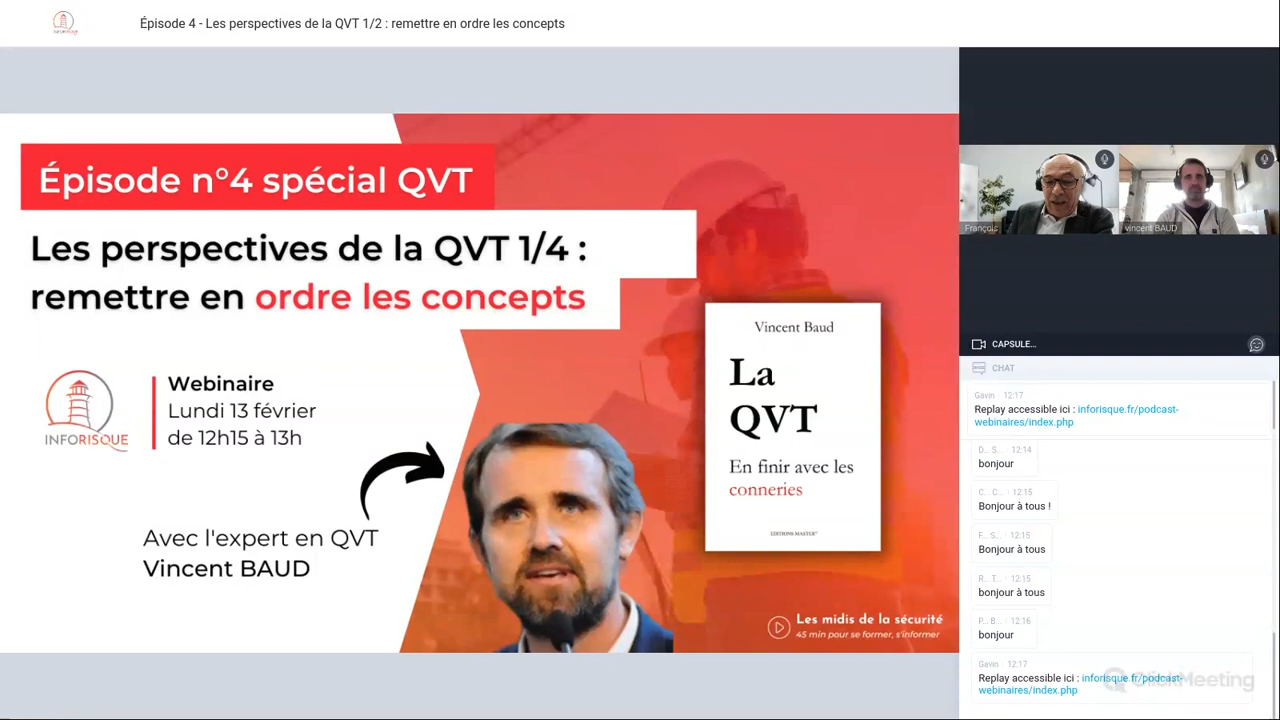 INFORISQUE
Épisode 4 - Les perspectives de la QVT 1/2 : remettre en ordre les concepts
Épisode n°4 spécial QVT
Les perspectives de la QVT 1/4 :
remettre en ordre les concepts
INFORISQUE
Webinaire
Lundi 13 février
de 12h15 à 13h
Avec l'expert en QVT
Vincent BAUD
Vincent Baud
La
QVT
En finir avec les
conneries
Les midis de la sécurité
45 min pour se former, s'informer
François
vincent BAUD
CAPSULE...
CHAT
Gavin 12:17
Replay accessible ici : inforisque.fr/podcast-
webinaires/index.php
D... S... 12:14
bonjour
C... C... 12:15
Bonjour à tous !
F... S... 12:15
Bonjour à tous
R... T... 12:15
bonjour à tous
P... B... 12:16
bonjour
Gavin 12:17
Replay accessible ici : inforisque.fr/podcast-
webinaires/index.php
ClickMeeting